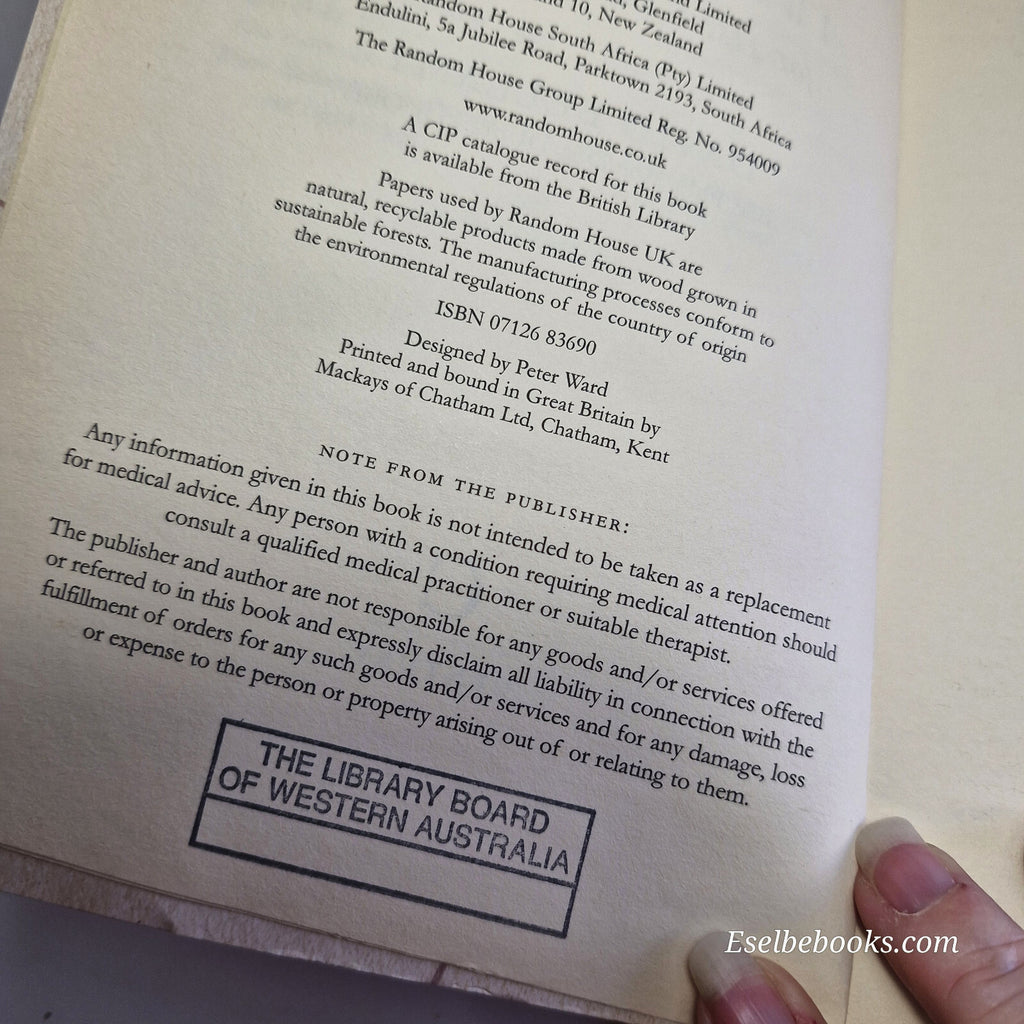 Limited
Glenfield
10, New Zealand
Random House South Africa (Pty) Limited
Endulini, 5a Jubilee Road, Parktown 2193, South Africa
The Random House Group Limited Reg. No. 954009
www.randomhouse.co.uk
A CIP catalogue record for this book
is available from the British Library
Papers used by Random House UK are
natural, recyclable products made from wood grown in
sustainable forests. The manufacturing processes conform to
the environmental regulations of the country of origin
ISBN 07126 83690
Designed by Peter Ward
Printed and bound in Great Britain by
Mackays of Chatham Ltd, Chatham, Kent
NOTE FROM THE PUBLISHER:
Any information given in this book is not intended to be taken as a replacement
for medical advice. Any person with a condition requiring medical attention should
consult a qualified medical practitioner or suitable therapist.
The publisher and author are not responsible for any goods and/or services offered
or referred to in this book and expressly disclaim all liability in connection with the
fulfillment of orders for any such goods and/or services and for any damage, loss
or expense to the person or property arising out of or relating to them.
THE LIBRARY BOARD
OF WESTERN AUSTRALIA
Eselbebooks.com